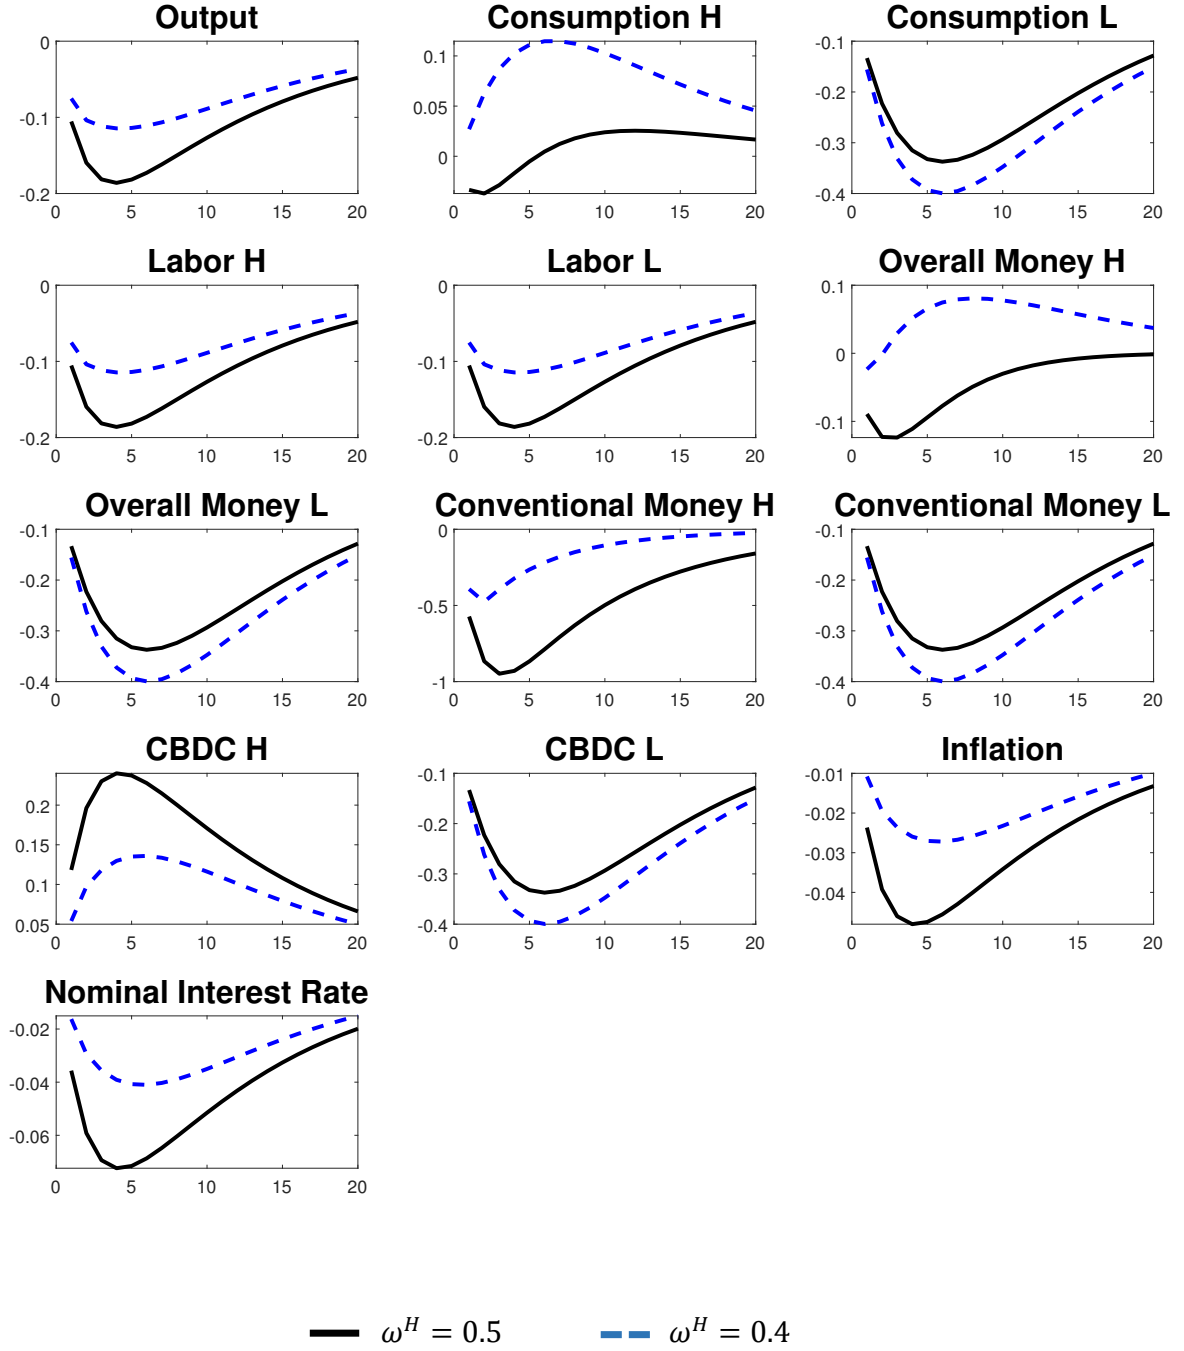 Output Consumption H Consumption L
0 -0.1 -0.2 0 5 10 15 20
0.1 0.05 0 0 5 10 15 20
-0.1 -0.2 -0.3 -0.4 0 5 10 15 20
Labor H Labor L Overall Money H
0 -0.1 -0.2 0 5 10 15 20
0 -0.1 -0.2 0 5 10 15 20
0.1 0 -0.1 0 5 10 15 20
Overall Money L Conventional Money H Conventional Money L
-0.1 -0.2 -0.3 -0.4 0 5 10 15 20
0 -0.5 -1 0 5 10 15 20
-0.1 -0.2 -0.3 -0.4 0 5 10 15 20
CBDC H CBDC L Inflation
0.2 0.15 0.1 0.05 0 5 10 15 20
-0.1 -0.2 -0.3 -0.4 0 5 10 15 20
-0.01 -0.02 -0.03 -0.04 0 5 10 15 20
Nominal Interest Rate
-0.02 -0.04 -0.06 0 5 10 15 20
ω^H = 0.5 ω^H = 0.4